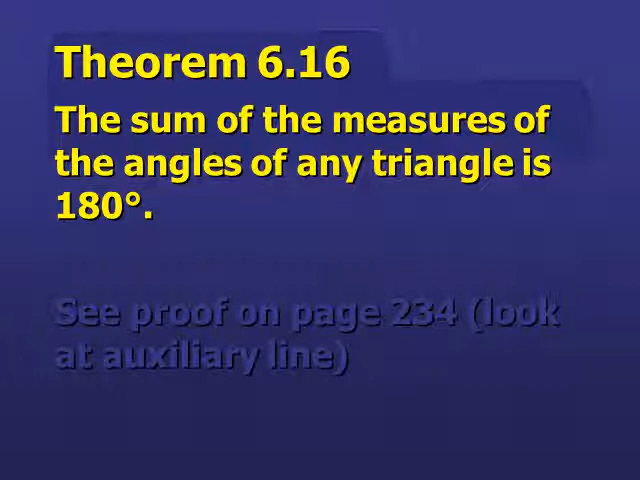 Theorem 6.16
The sum of the measures of
the angles of any triangle is
180°.
See proof on page 234 (look
at auxiliary line)